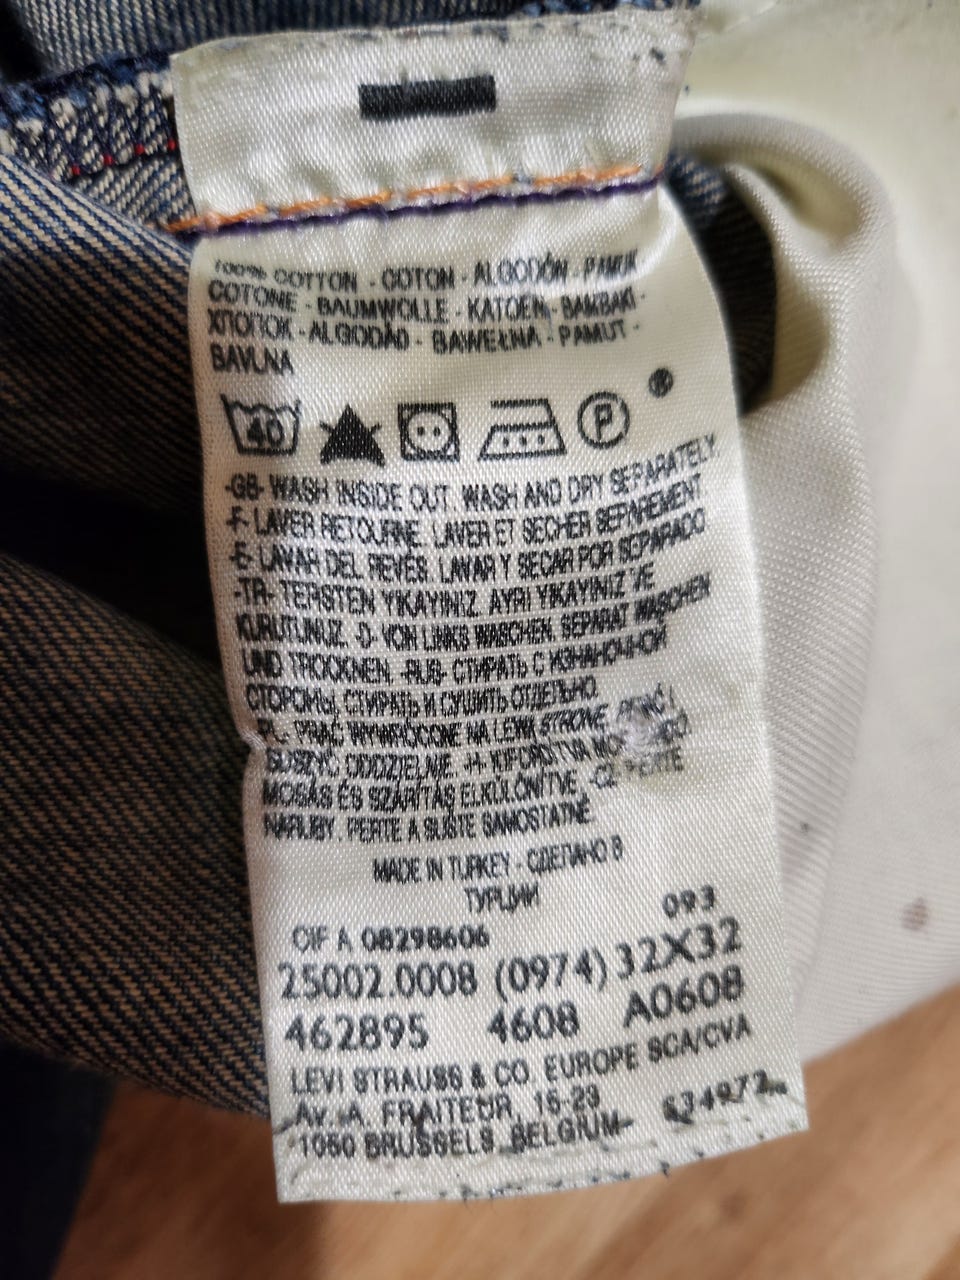 100% COTTON - COTON - ALGODÓN - PAMUK
COTONE - BAUMWOLLE - KATOEN - BAMBAKI -
ХЛОПОК - ALGODÃO - BAWEŁNA - PAMUT -
BAVLNA
40 P ®
-GB- WASH INSIDE OUT. WASH AND DRY SEPARATELY.
-F- LAVER RETOURNE. LAVER ET SECHER SEPAREMENT.
-E- LAVAR DEL REVÉS. LAVAR Y SECAR POR SEPARADO
-TR- TERSTEN YIKAYINIZ. AYRI YIKAYINIZ VE
KURUTUNUZ. -D- VON LINKS WASCHEN. SEPARAT WASCHEN
UND TROCKNEN. -RUS- СТИРАТЬ С ИЗНАНОЧНОЙ
СТОРОНЫ, СТИРАТЬ И СУШИТЬ ОТДЕЛЬНО.
PL- PRAĆ WYWRÓCONE NA LEWĄ STRONĘ.
SUSZYĆ ODDZIELNIE. -H- KIFORDÍTVA
MOSÁS ÉS SZÁRÍTÁS ELKÜLÖNÍTVE. -CZ- PERTE
NARUBY. PERTE A SUŠTE SAMOSTATNĚ.
MADE IN TURKEY - СДЕЛАНО В
ТУРЦИИ
093
CIF A 08298606
25002.0008 (0974) 32X32
462895 4608 A0608
LEVI STRAUSS & CO. EUROPE SCA/CVA
Av. A. FRAITEUR, 15-23
1050 BRUSSELS BELGIUM